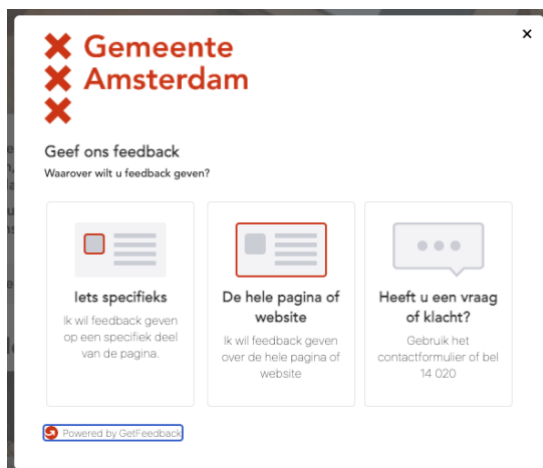 Gemeente
Amsterdam
Geef ons feedback
Waarover wilt u feedback geven?
Iets specifieks
Ik wil feedback geven
op een specifiek deel
van de pagina.
De hele pagina of
website
Ik wil feedback geven
over de hele pagina of
website
Heeft u een vraag
of klacht?
Gebruik het
contactformulier of bel
14 020
Powered by GetFeedback